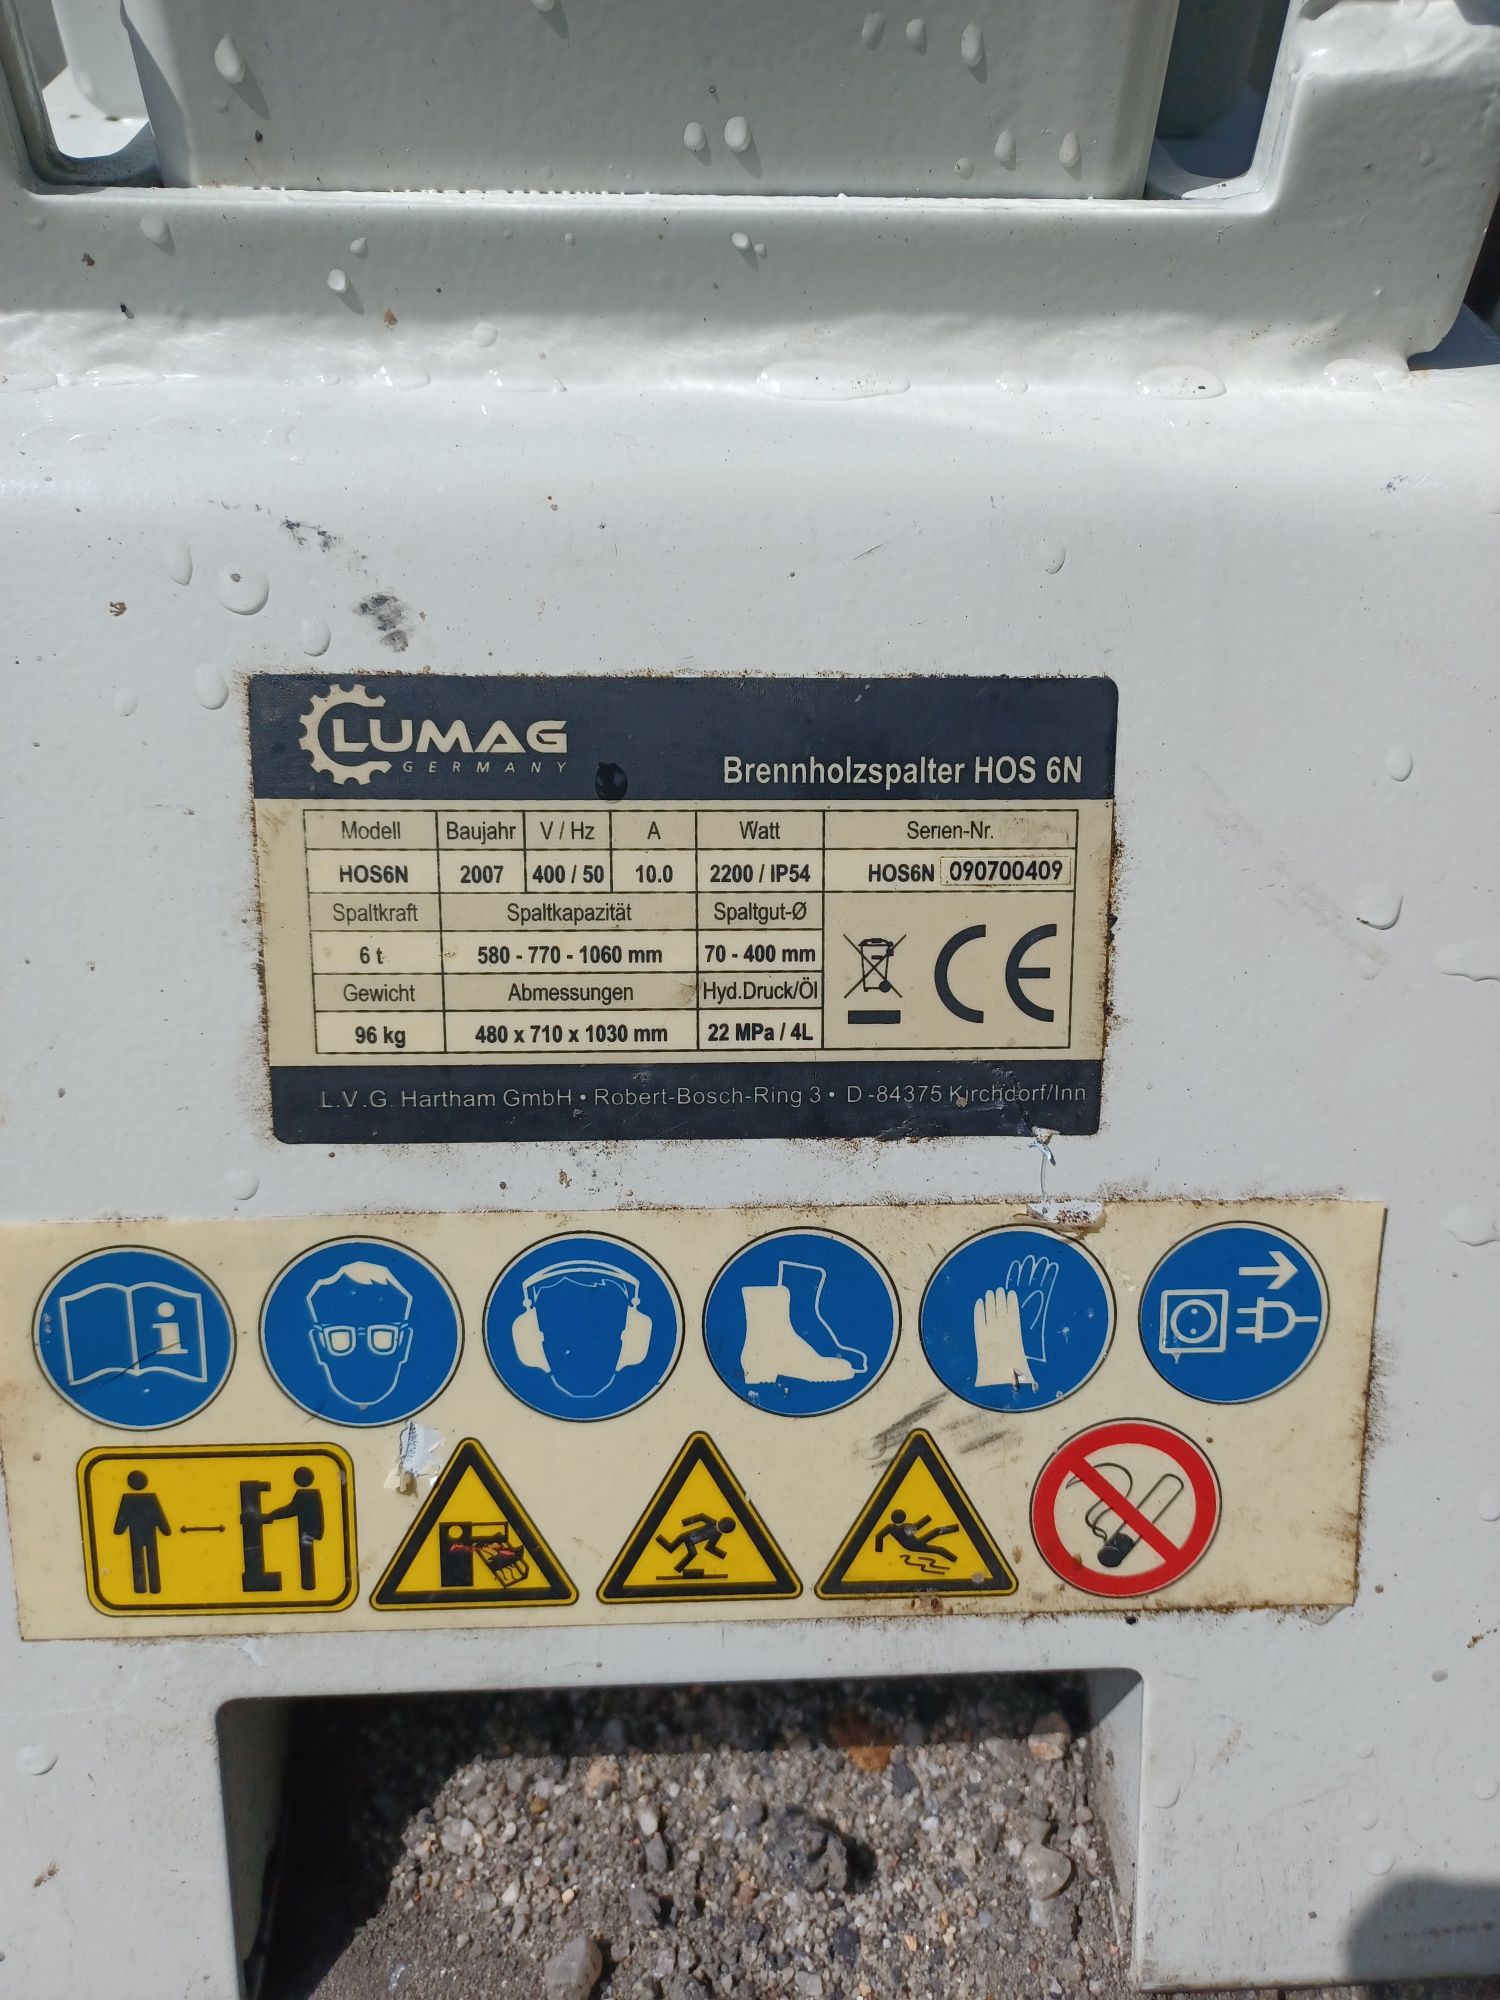 LUMAG
GERMANY
Brennholzspalter HOS 6N
Modell Baujahr V / Hz A Watt Serien-Nr.
HOS6N 2007 400 / 50 10.0 2200 / IP54 HOS6N 090700409
Spaltkraft Spaltkapazität Spaltgut-Ø
6 t 580 - 770 - 1060 mm 70 - 400 mm
Gewicht Abmessungen Hyd.Druck/Öl
96 kg 480 x 710 x 1030 mm 22 MPa / 4L
CE
L.V.G. Hartham GmbH • Robert-Bosch-Ring 3 • D-84375 Kirchdorf/Inn
i